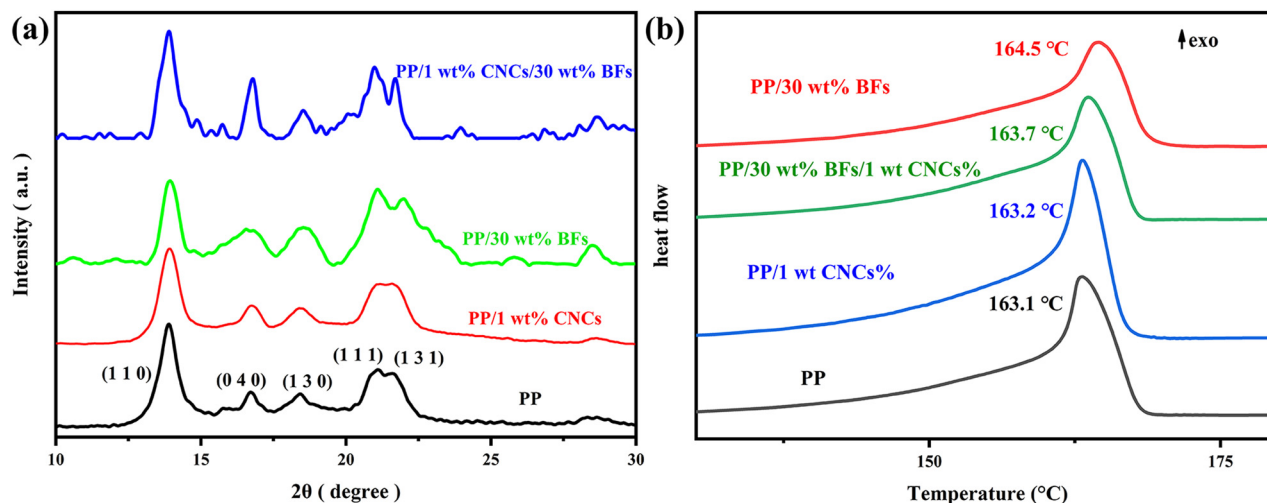 (a)
PP/1 wt% CNCs/30 wt% BFs
PP/30 wt% BFs
PP/1 wt% CNCs
(1 1 0)
(0 4 0)
(1 3 0)
(1 1 1)
(1 3 1)
PP
Intensity ( a.u. )
10 15 20 25 30
2θ ( degree )
(b)
exo
164.5 °C
PP/30 wt% BFs
163.7 °C
PP/30 wt% BFs/1 wt CNCs%
163.2 °C
PP/1 wt CNCs%
163.1 °C
PP
heat flow
150 175
Temperature (°C)